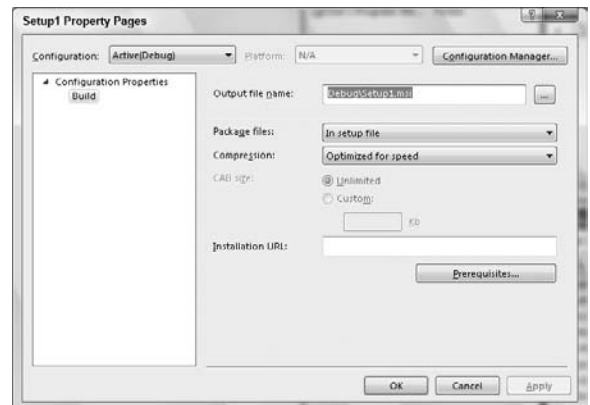 Setup1 Property Pages
Configuration: Active(Debug) Platform: N/A Configuration Manager...
Configuration Properties
Build
Output file name: Debug\Setup1.msi ...
Package files: In setup file
Compression: Optimized for speed
CAB size: Unlimited
Custom:
Kb
Installation URL:
Prerequisites...
OK Cancel Apply